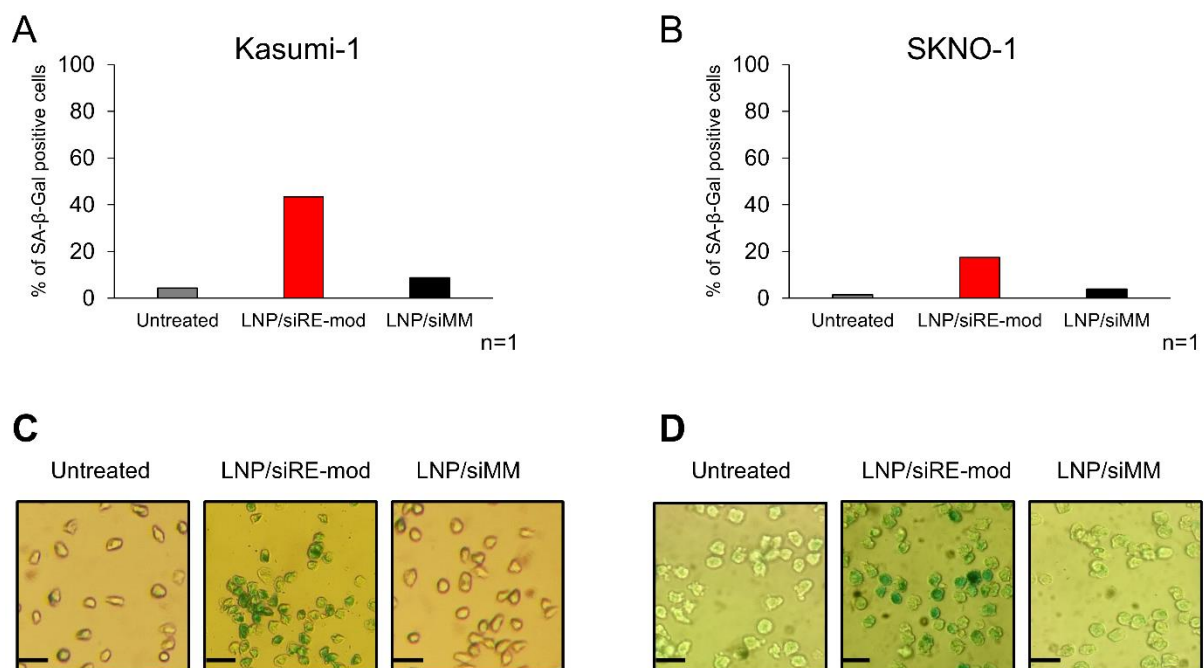 A
Kasumi-1
% of SA-β-Gal positive cells
100
80
60
40
20
0
Untreated
LNP/siRE-mod
LNP/siMM
n=1
B
SKNO-1
% of SA-β-Gal positive cells
100
80
60
40
20
0
Untreated
LNP/siRE-mod
LNP/siMM
n=1
C
Untreated
LNP/siRE-mod
LNP/siMM
D
Untreated
LNP/siRE-mod
LNP/siMM